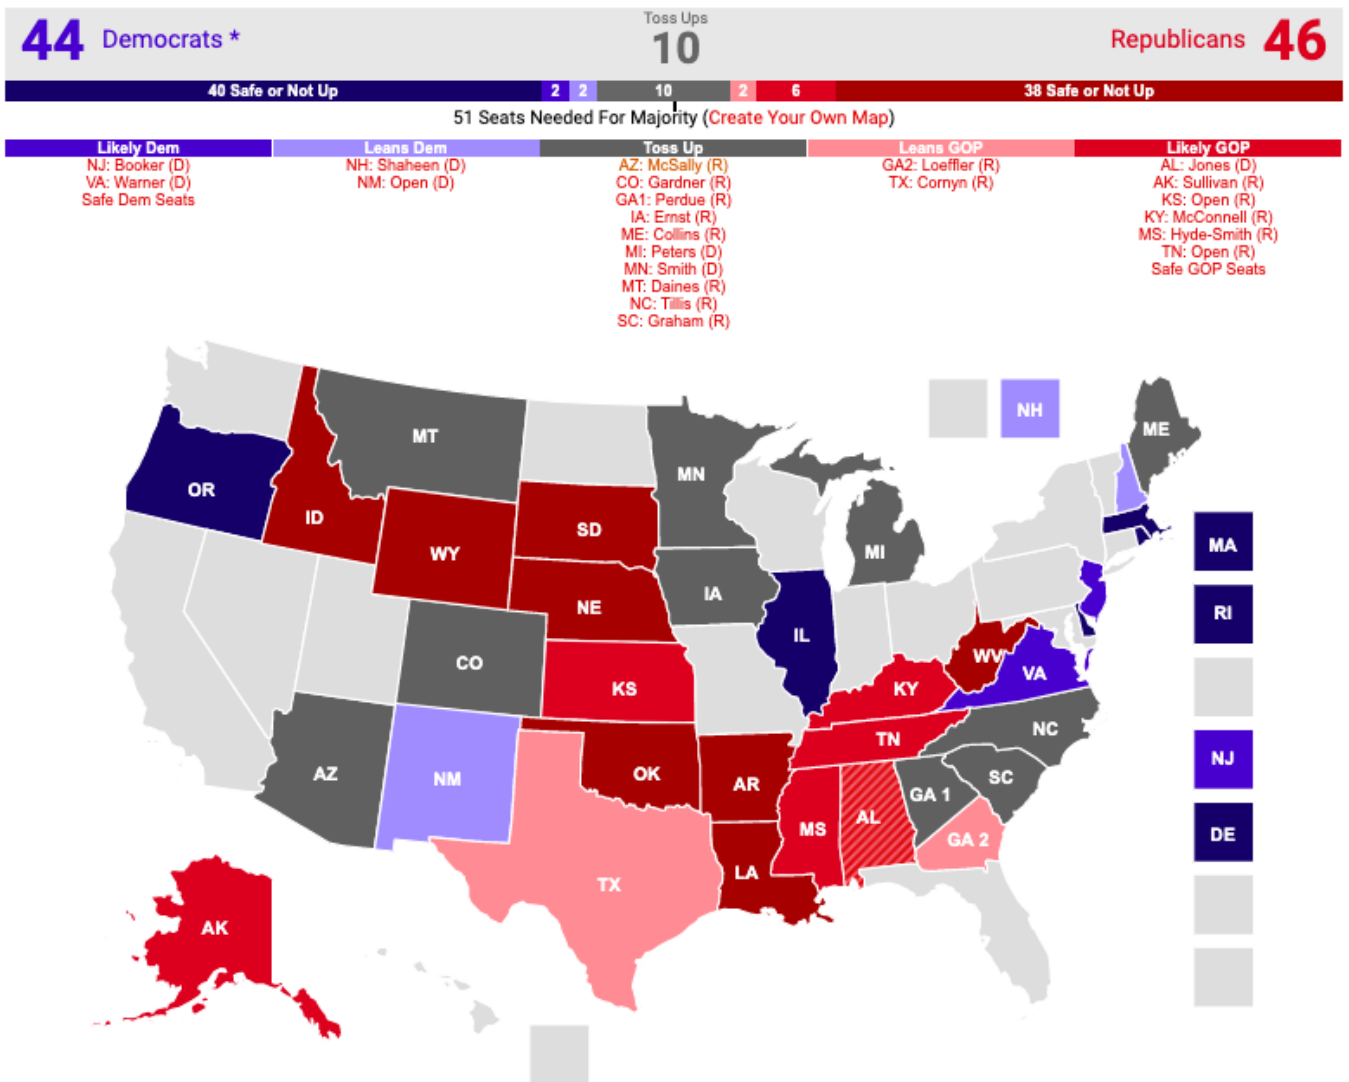 44 Democrats *
Toss Ups
10
Republicans 46
40 Safe or Not Up 2 2 10 2 6 38 Safe or Not Up
51 Seats Needed For Majority (Create Your Own Map)
Likely Dem
NJ: Booker (D)
VA: Warner (D)
Safe Dem Seats
Leans Dem
NH: Shaheen (D)
NM: Open (D)
Toss Up
AZ: McSally (R)
CO: Gardner (R)
GA1: Perdue (R)
IA: Ernst (R)
ME: Collins (R)
MI: Peters (D)
MN: Smith (D)
MT: Daines (R)
NC: Tillis (R)
SC: Graham (R)
Leans GOP
GA2: Loeffler (R)
TX: Cornyn (R)
Likely GOP
AL: Jones (D)
AK: Sullivan (R)
KS: Open (R)
KY: McConnell (R)
MS: Hyde-Smith (R)
TN: Open (R)
Safe GOP Seats
NH
ME
MT
MN
OR
ID
SD
WY
MI
MA
NE
IA
RI
IL
CO
WV
VA
KS
KY
NC
TN
NJ
AZ
NM
OK
AR
SC
GA 1
MS
AL
DE
GA 2
LA
TX
AK